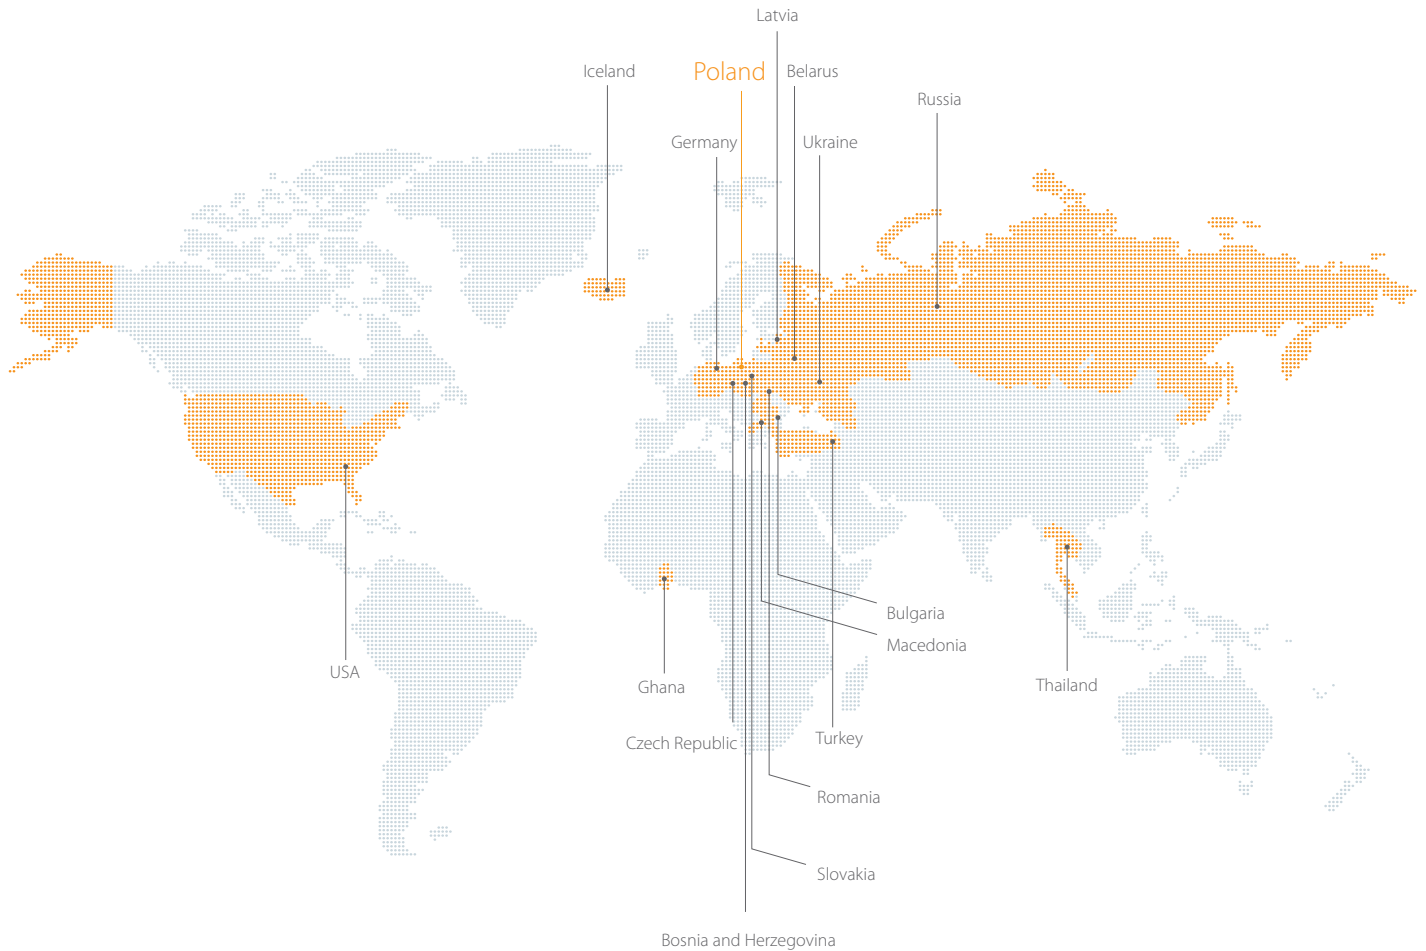 Latvia
Iceland
Poland
Belarus
Russia
Germany
Ukraine
Bulgaria
Macedonia
USA
Ghana
Thailand
Czech Republic
Turkey
Romania
Slovakia
Bosnia and Herzegovina